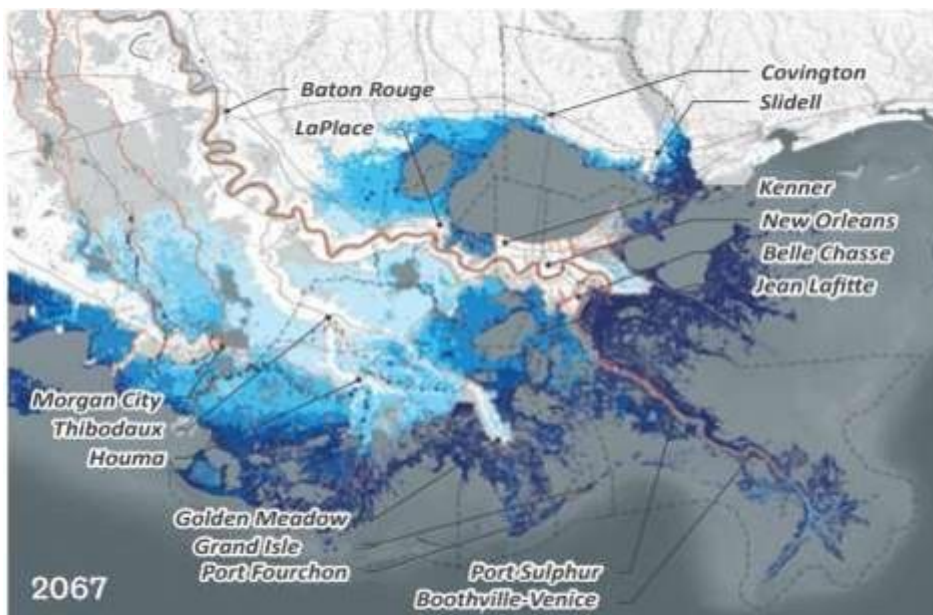 Baton Rouge
Covington
Slidell
LaPlace
Kenner
New Orleans
Belle Chasse
Jean Lafitte
Morgan City
Thibodaux
Houma
Golden Meadow
Grand Isle
Port Fourchon
Port Sulphur
Boothville-Venice
2067